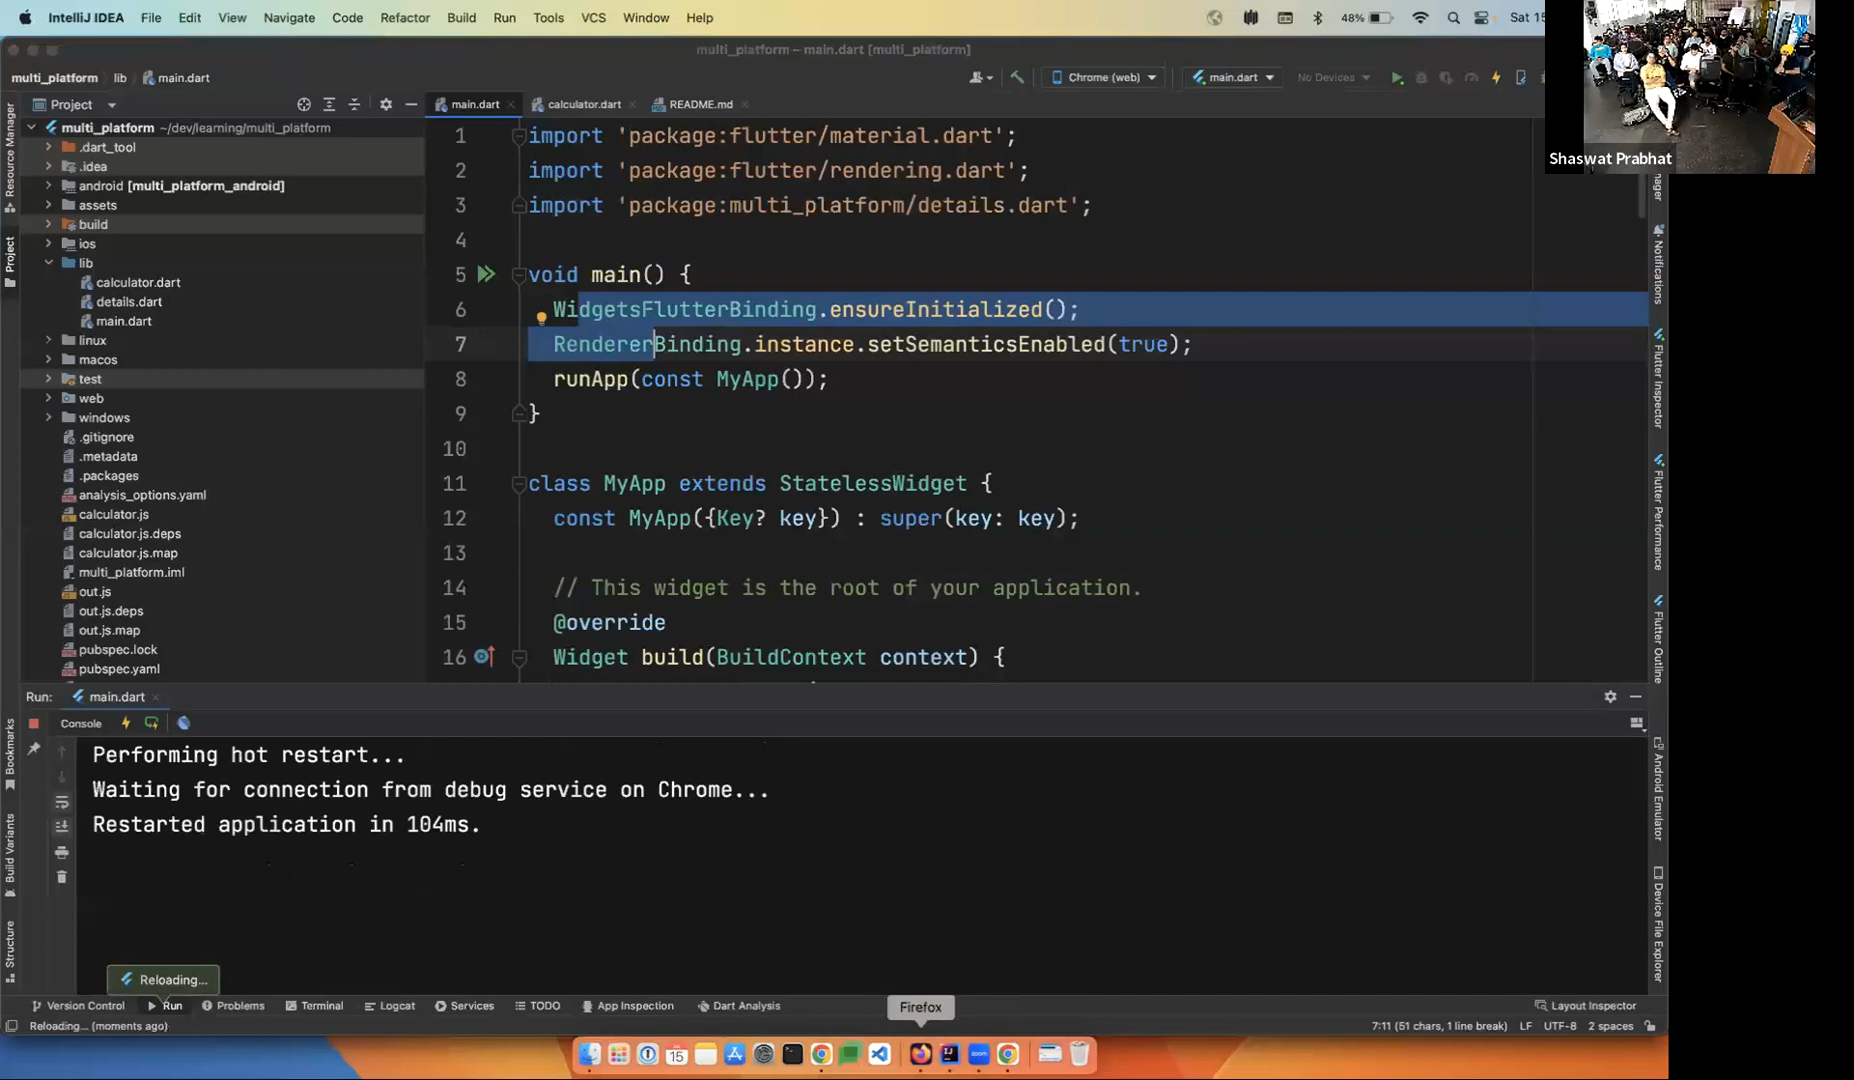 IntelliJ IDEA File Edit View Navigate Code Refactor Build Run Tools VCS Window Help
48% Sat 15
multi_platform – main.dart [multi_platform]
multi_platform lib main.dart
Chrome (web) main.dart No Devices
Project
main.dart calculator.dart README.md
multi_platform ~/dev/learning/multi_platform
.dart_tool
.idea
android [multi_platform_android]
assets
build
ios
lib
calculator.dart
details.dart
main.dart
linux
macos
test
web
windows
.gitignore
.metadata
.packages
analysis_options.yaml
calculator.js
calculator.js.deps
calculator.js.map
multi_platform.iml
out.js
out.js.deps
out.js.map
pubspec.lock
pubspec.yaml
1 import 'package:flutter/material.dart';
2 import 'package:flutter/rendering.dart';
3 import 'package:multi_platform/details.dart';
4
5 void main() {
6 WidgetsFlutterBinding.ensureInitialized();
7 RendererBinding.instance.setSemanticsEnabled(true);
8 runApp(const MyApp());
9 }
10
11 class MyApp extends StatelessWidget {
12 const MyApp({Key? key}) : super(key: key);
13
14 // This widget is the root of your application.
15 @override
16 Widget build(BuildContext context) {
Run: main.dart
Console
Performing hot restart...
Waiting for connection from debug service on Chrome...
Restarted application in 104ms.
Reloading...
Version Control Run Problems Terminal Logcat Services TODO App Inspection Dart Analysis Layout Inspector
Firefox
Reloading... (moments ago) 7:11 (51 chars, 1 line break) LF UTF-8 2 spaces
15
zoom
Resource Manager
Project
Bookmarks
Build Variants
Structure
Notifications
Flutter Inspector
Flutter Performance
Flutter Outline
Android Emulator
Device File Explorer
Shaswat Prabhat